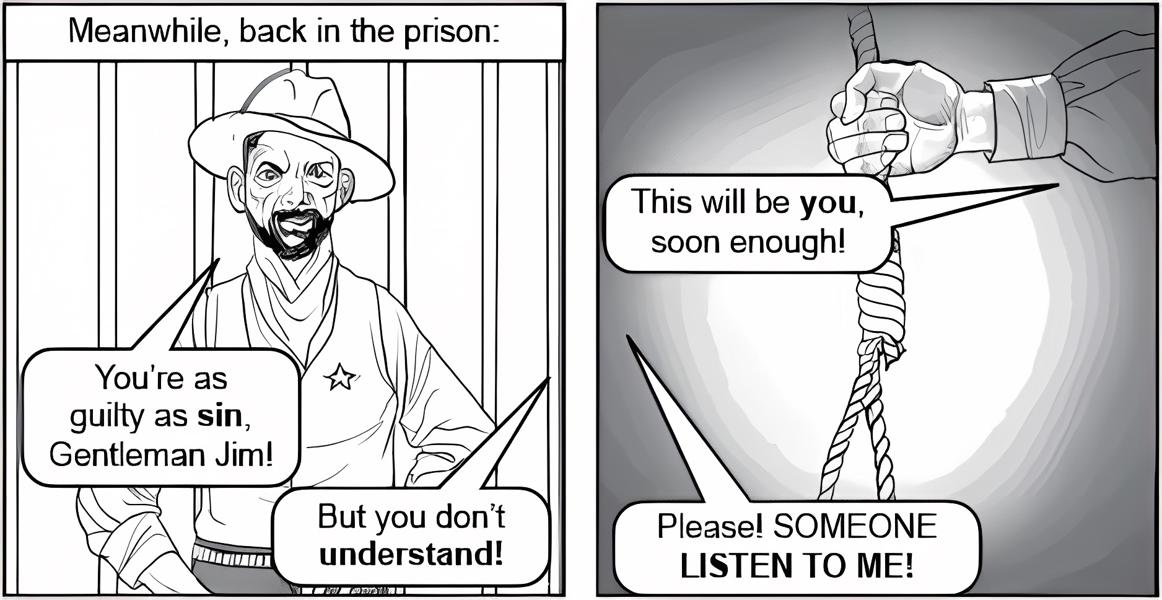 Meanwhile, back in the prison:
You're as
guilty as sin,
Gentleman Jim!
But you don't
understand!
This will be you,
soon enough!
Please! SOMEONE
LISTEN TO ME!